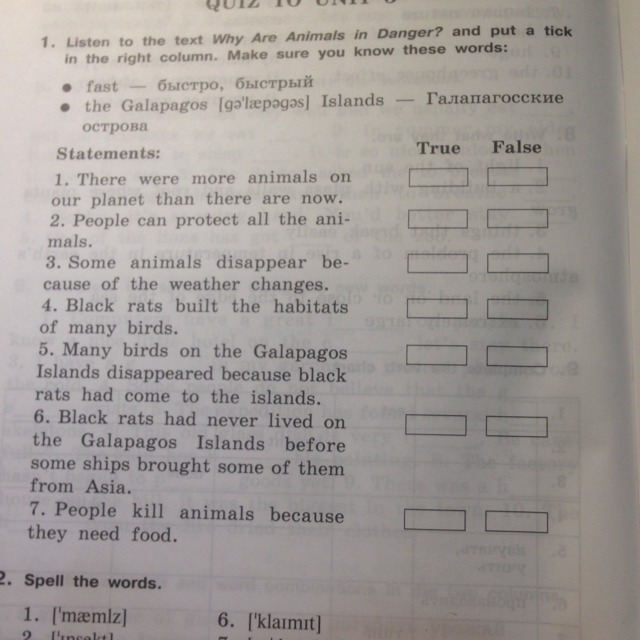 QUIZ TO UNIT
1. Listen to the text Why Are Animals in Danger? and put a tick
in the right column. Make sure you know these words:
● fast — быстро, быстрый
● the Galapagos [gə'læpəgəs] Islands — Галапагосские
острова
Statements: True False
1. There were more animals on
our planet than there are now.
2. People can protect all the ani-
mals.
3. Some animals disappear be-
cause of the weather changes.
4. Black rats built the habitats
of many birds.
5. Many birds on the Galapagos
Islands disappeared because black
rats had come to the islands.
6. Black rats had never lived on
the Galapagos Islands before
some ships brought some of them
from Asia.
7. People kill animals because
they need food.
2. Spell the words.
1. ['mæmlz] 6. ['klaɪmɪt]
2. ['ɪnsekt]